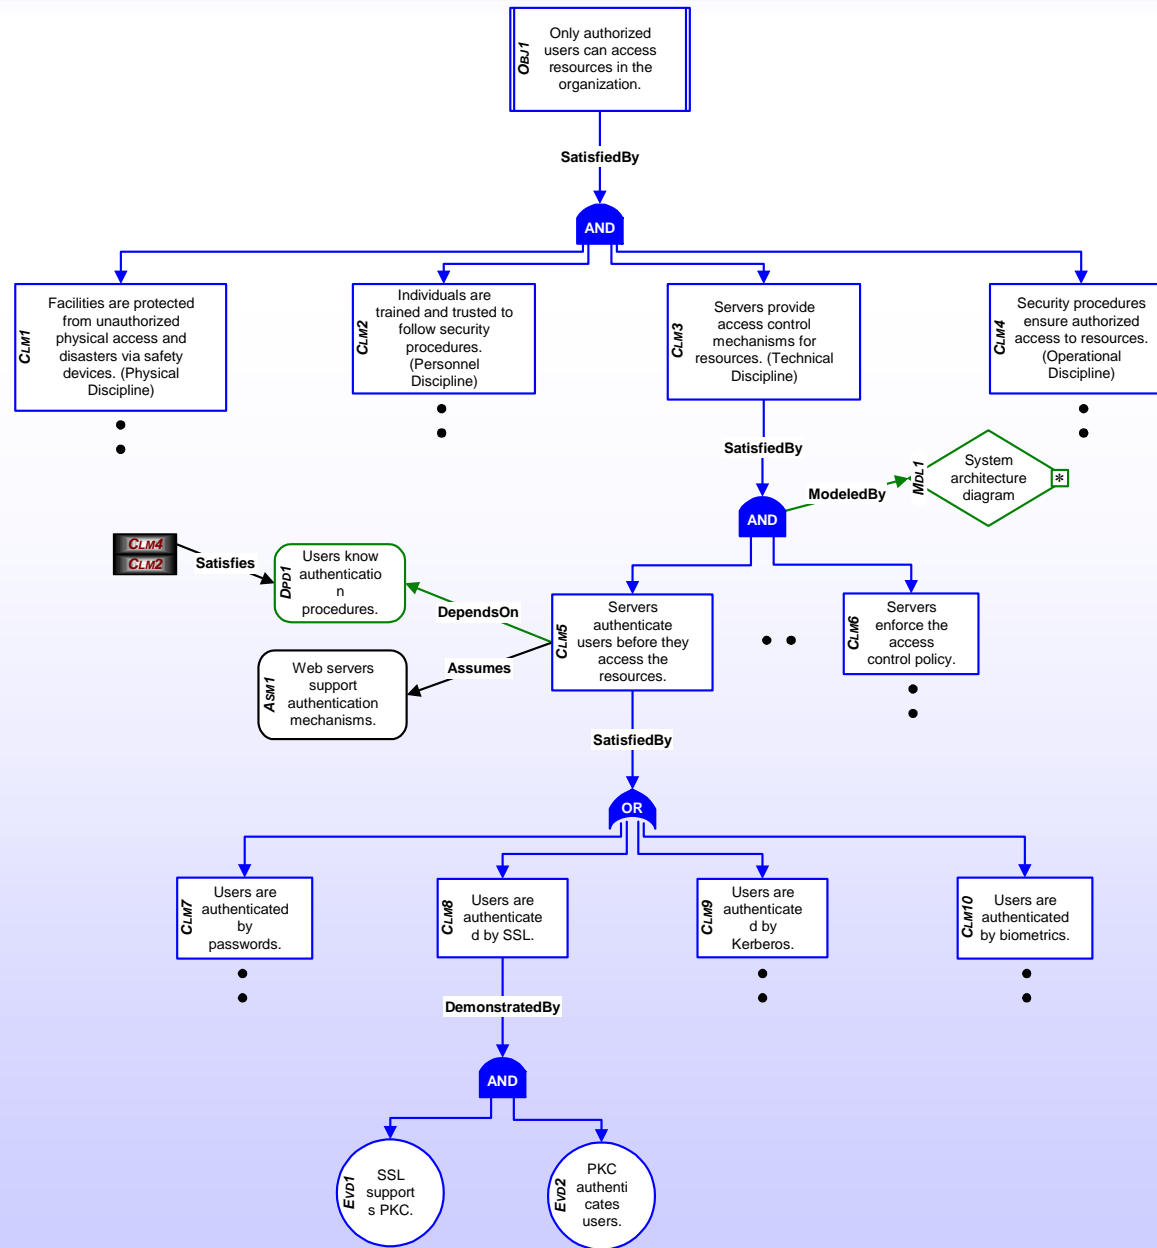 OBJ1
Only authorized
users can access
resources in the
organization.
SatisfiedBy
AND
CLM1
Facilities are protected
from unauthorized
physical access and
disasters via safety
devices. (Physical
Discipline)
CLM2
Individuals are
trained and trusted to
follow security
procedures.
(Personnel
Discipline)
CLM3
Servers provide
access control
mechanisms for
resources. (Technical
Discipline)
CLM4
Security procedures
ensure authorized
access to resources.
(Operational
Discipline)
SatisfiedBy
AND
ModeledBy
MDL1
System
architecture
diagram
*
CLM4
CLM2
Satisfies
DPD1
Users know
authenticatio
n
procedures.
DependsOn
ASM1
Web servers
support
authentication
mechanisms.
Assumes
CLM5
Servers
authenticate
users before they
access the
resources.
CLM6
Servers
enforce the
access
control policy.
SatisfiedBy
OR
CLM7
Users are
authenticated
by
passwords.
CLM8
Users are
authenticate
d by SSL.
CLM9
Users are
authenticate
d by
Kerberos.
CLM10
Users are
authenticated
by biometrics.
DemonstratedBy
AND
EVD1
SSL
support
s PKC.
EVD2
PKC
authenti
cates
users.